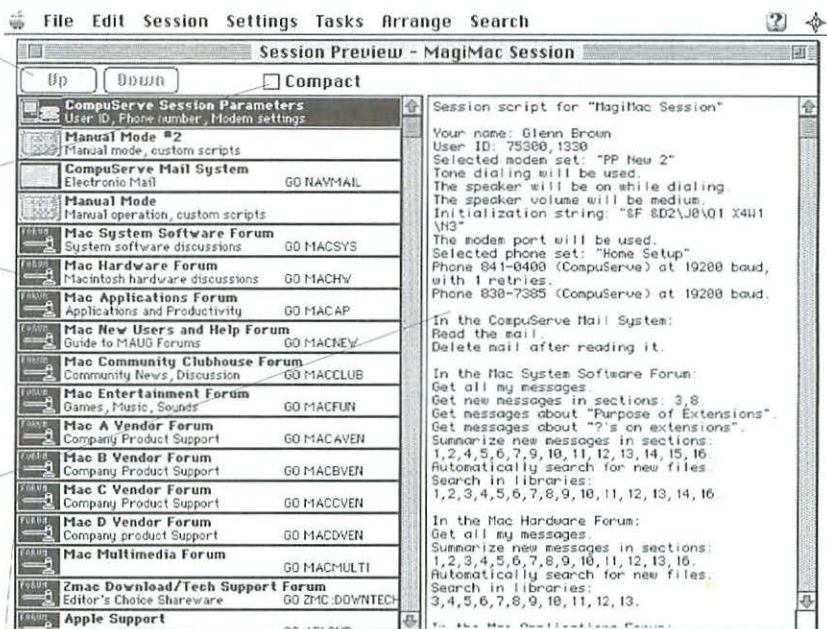 File Edit Session Settings Tasks Arrange Search
Session Preview - MagiMac Session
Up Down Compact
CompuServe Session Parameters
User ID, Phone number, Modem settings
Manual Mode #2
Manual mode, custom scripts
CompuServe Mail System
Electronic Mail GO NAVMAIL
Manual Mode
Manual operation, custom scripts
FORUM Mac System Software Forum
System software discussions GO MACSYS
FORUM Mac Hardware Forum
Macintosh hardware discussions GO MACHW
FORUM Mac Applications Forum
Applications and Productivity GO MACAP
FORUM Mac New Users and Help Forum
Guide to MAUG Forums GO MACNEW
FORUM Mac Community Clubhouse Forum
Community News, Discussion GO MACCLUB
FORUM Mac Entertainment Forum
Games, Music, Sounds GO MACFUN
FORUM Mac A Vendor Forum
Company Product Support GO MACAVEN
FORUM Mac B Vendor Forum
Company Product Support GO MACBVEN
FORUM Mac C Vendor Forum
Company Product Support GO MACCVEN
FORUM Mac D Vendor Forum
Company product Support GO MACDVEN
FORUM Mac Multimedia Forum
GO MACMULTI
FORUM Zmac Download/Tech Support Forum
Editor's Choice Shareware GO ZMC:DOWNTECH
FORUM Apple Support
Session script for "MagiMac Session"
Your name: Glenn Brown
User ID: 75300,1330
Selected modem set: "PP New 2"
Tone dialing will be used.
The speaker will be on while dialing.
The speaker volume will be medium.
Initialization string: "&F &D2\J0\Q1 X4W1
\N3"
The modem port will be used.
Selected phone set: "Home Setup"
Phone 841-0400 (CompuServe) at 19200 baud,
with 1 retries.
Phone 830-7385 (CompuServe) at 19200 baud.
In the CompuServe Mail System:
Read the mail.
Delete mail after reading it.
In the Mac System Software Forum:
Get all my messages.
Get new messages in sections: 3,8.
Get messages about "Purpose of Extensions".
Get messages about "?'s on extensions".
Summarize new messages in sections:
1,2,4,5,6,7,9,10,11,12,13,14,15,16.
Automatically search for new files.
Search in libraries:
1,2,3,4,5,6,7,8,9,10,11,12,13,14,16.
In the Mac Hardware Forum:
Get all my messages.
Summarize new messages in sections:
1,2,3,4,5,6,7,8,9,10,11,12,13,16.
Automatically search for new files.
Search in libraries:
3,4,5,6,7,8,9,10,11,12,13.
In the Mac Applications Forum: